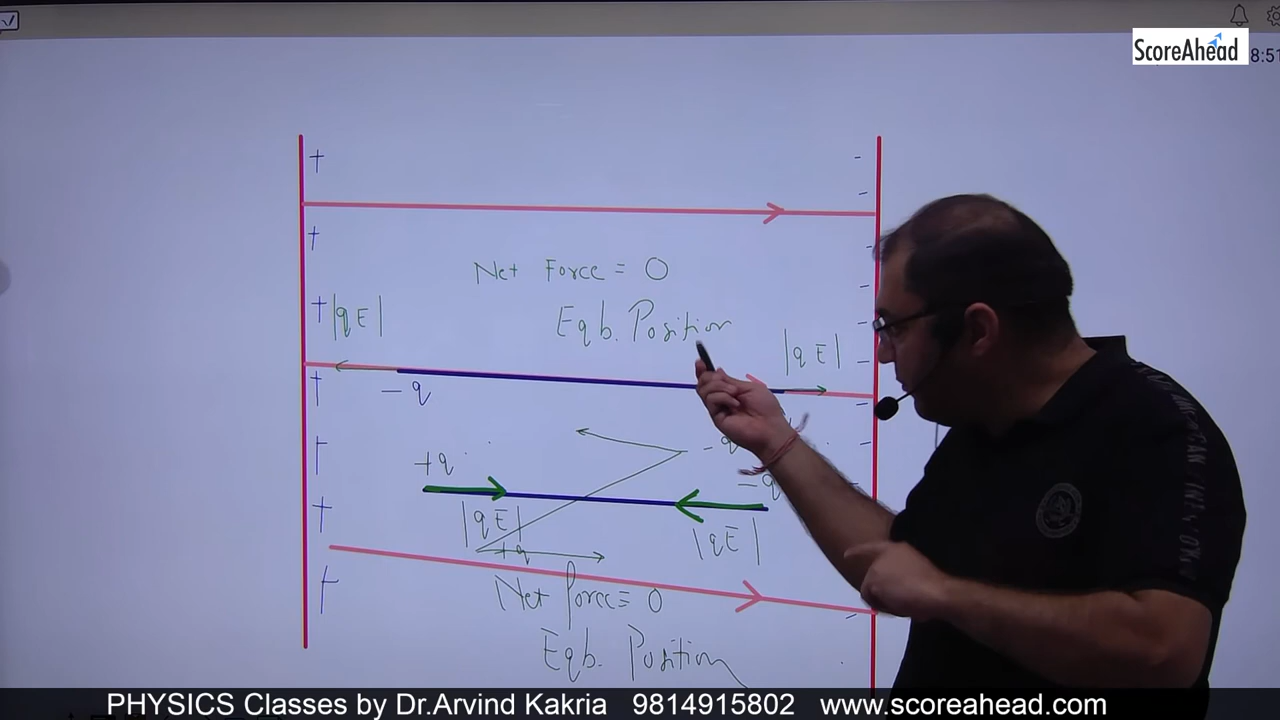 ScoreAhead
8:51
+
-
-
+
-
Net Force = 0
-
+
|qE|
Eqb. Position
-
|qE|
-
+
- q
-
+
+q
- q
-
- q
+
|qE|
|qE|
+q
+
Net force = 0
-
Eqb. Position
PHYSICS Classes by Dr.Arvind Kakria 9814915802 www.scoreahead.com